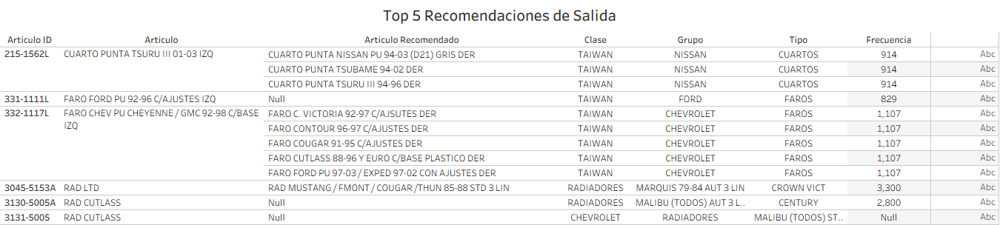 Top 5 Recomendaciones de Salida
Articulo ID Articulo Articulo Recomendado Clase Grupo Tipo Frecuencia
215-1562L CUARTO PUNTA TSURU III 01-03 IZQ CUARTO PUNTA NISSAN PU 94-03 (D21) GRIS DER TAIWAN NISSAN CUARTOS 914 Abc
CUARTO PUNTA TSUBAME 94-02 DER TAIWAN NISSAN CUARTOS 914 Abc
CUARTO PUNTA TSURU III 94-96 DER TAIWAN NISSAN CUARTOS 914 Abc
331-1111L FARO FORD PU 92-96 C/AJUSTES IZQ Null TAIWAN FORD FAROS 829 Abc
332-1117L FARO CHEV PU CHEYENNE / GMC 92-98 C/BASE FARO C. VICTORIA 92-97 C/AJSUTES DER TAIWAN CHEVROLET FAROS 1,107 Abc
IZQ FARO CONTOUR 96-97 C/AJUSTES DER TAIWAN CHEVROLET FAROS 1,107 Abc
FARO COUGAR 91-95 C/AJUSTES DER TAIWAN CHEVROLET FAROS 1,107 Abc
FARO CUTLASS 88-96 Y EURO C/BASE PLASTICO DER TAIWAN CHEVROLET FAROS 1,107 Abc
FARO FORD PU 97-03 / EXPED 97-02 CON AJUSTES DER TAIWAN CHEVROLET FAROS 1,107 Abc
3045-5153A RAD LTD RAD MUSTANG / FMONT / COUGAR /THUN 85-88 STD 3 LIN RADIADORES MARQUIS 79-84 AUT 3 LIN CROWN VICT 3,300 Abc
3130-5005A RAD CUTLASS Null RADIADORES MALIBU (TODOS) AUT 3 L.. CENTURY 2,800 Abc
3131-5005 RAD CUTLASS Null CHEVROLET RADIADORES MALIBU (TODOS) ST.. Null Abc